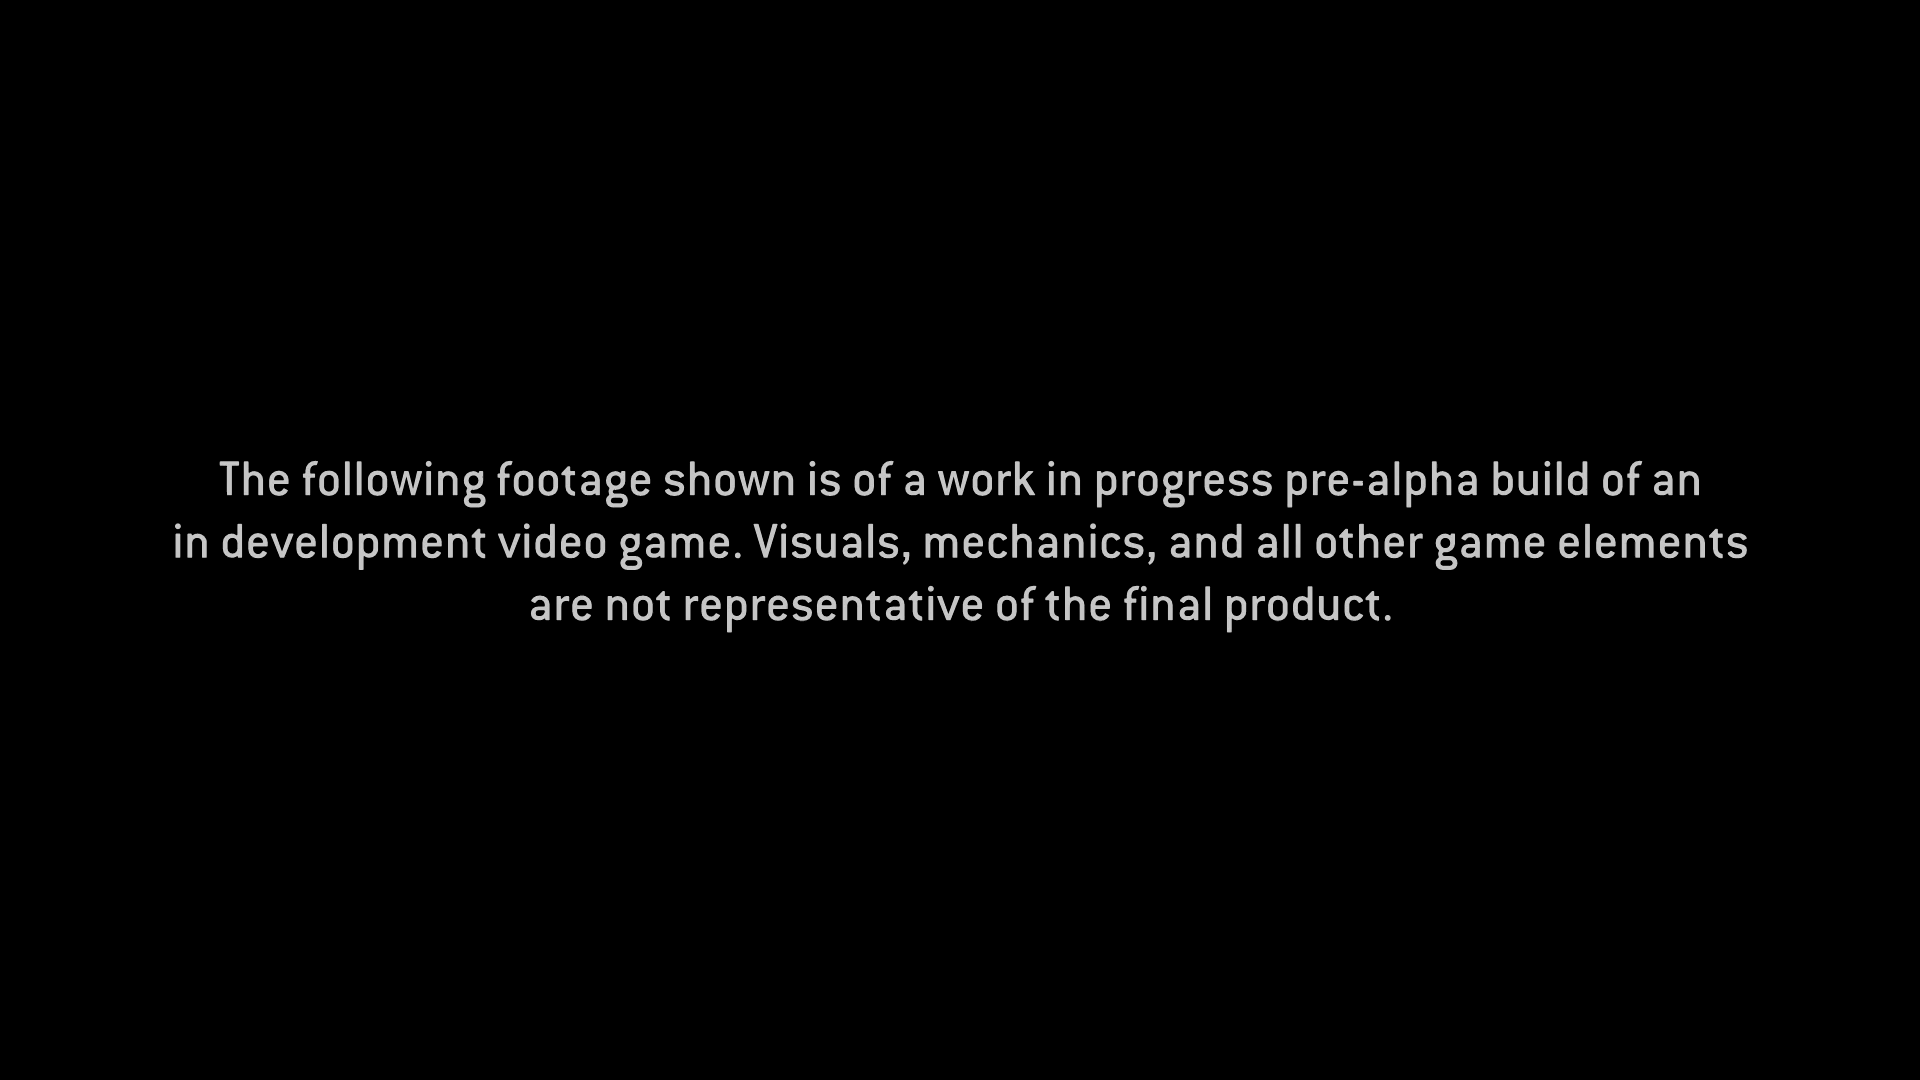 The following footage shown is of a work in progress pre-alpha build of an
in development video game. Visuals, mechanics, and all other game elements
are not representative of the final product.